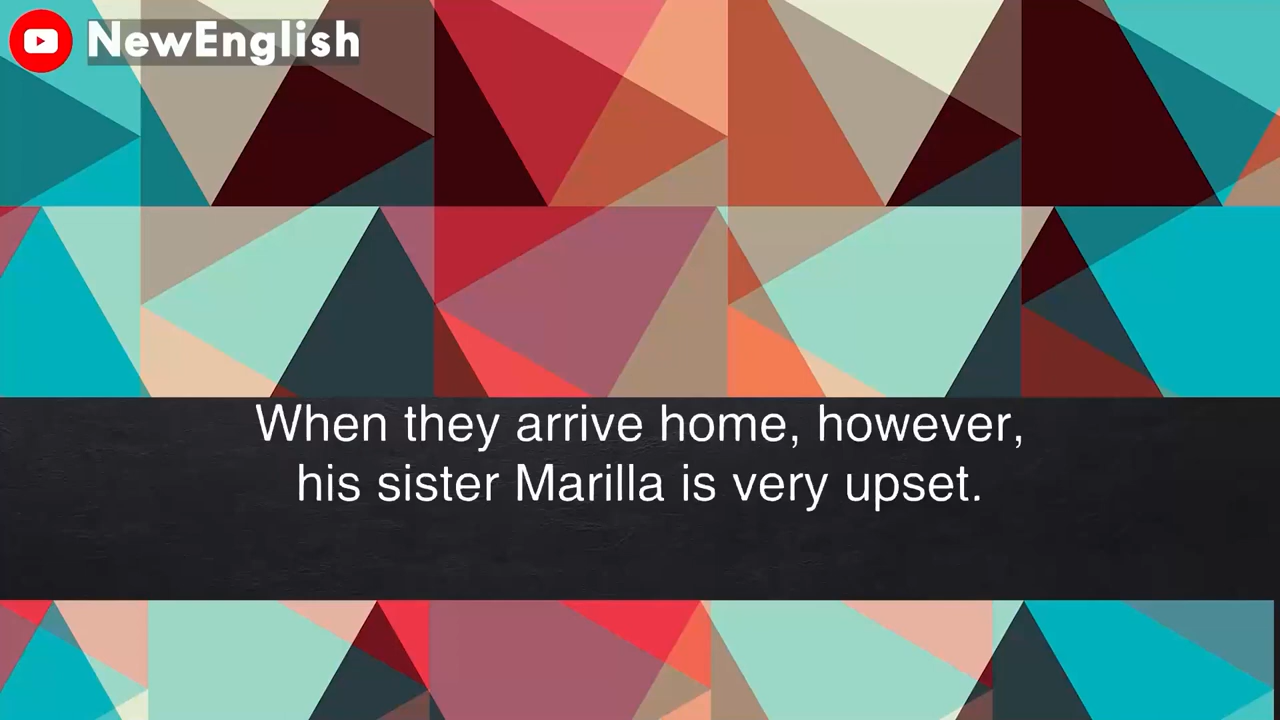 NewEnglish
When they arrive home, however,
his sister Marilla is very upset.